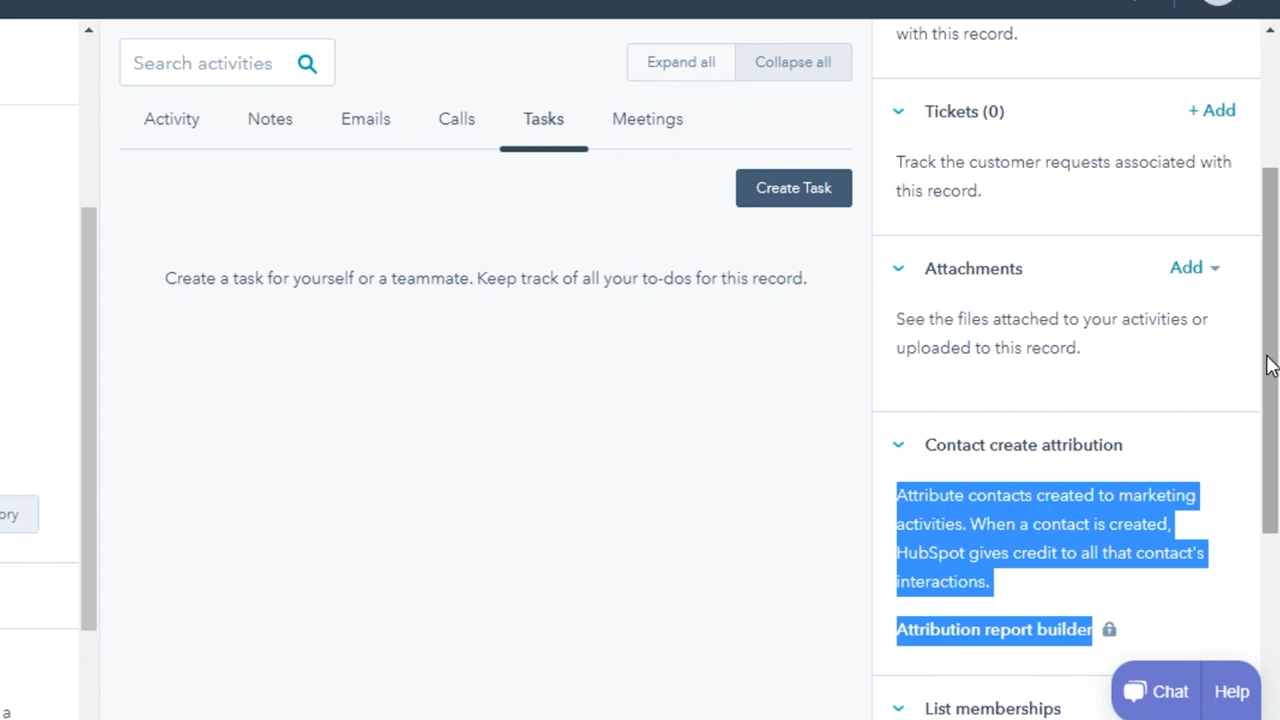 Search activities
Expand all
Collapse all
Activity
Notes
Emails
Calls
Tasks
Meetings
Create Task
Create a task for yourself or a teammate. Keep track of all your to-dos for this record.
ory
a
with this record.
Tickets (0)
+ Add
Track the customer requests associated with
this record.
Attachments
Add
See the files attached to your activities or
uploaded to this record.
Contact create attribution
Attribute contacts created to marketing
activities. When a contact is created,
HubSpot gives credit to all that contact's
interactions.
Attribution report builder
List memberships
Chat
Help